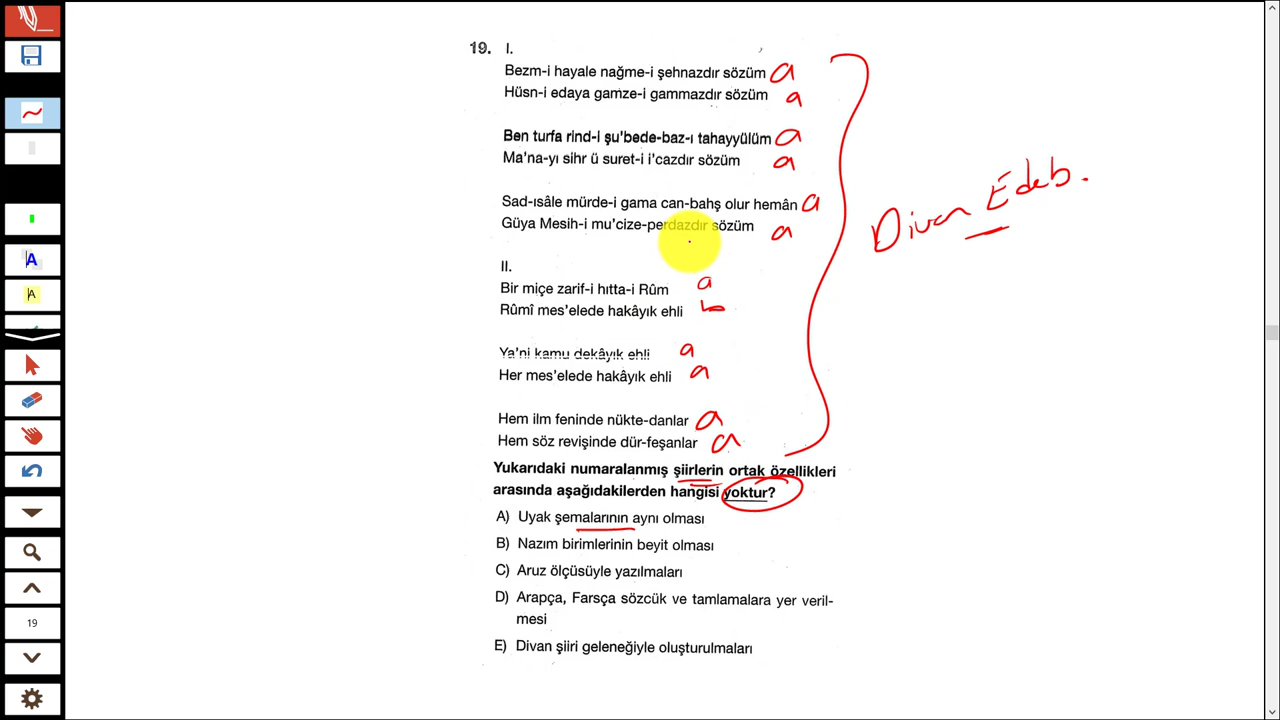 19. I.
Bezm-i hayale nağme-i şehnazdır sözüm a
Hüsn-i edaya gamze-i gammazdır sözüm a
Ben turfa rind-i şu'bede-baz-ı tahayyülüm a
Ma'na-yı sihr ü suret-i i'cazdır sözüm a
Sad-ısâle mürde-i gama can-bahş olur hemân a
Güya Mesih-i mu'cize-perdazdır sözüm a
Divan Edeb.
II.
Bir miçe zarif-i hıtta-i Rûm a
Rûmî mes'elede hakâyık ehli b
Ya'ni kamu dekâyık ehli a
Her mes'elede hakâyık ehli a
Hem ilm feninde nükte-danlar a
Hem söz revişinde dür-feşanlar a
Yukarıdaki numaralanmış şiirlerin ortak özellikleri
arasında aşağıdakilerden hangisi yoktur?
A) Uyak şemalarının aynı olması
B) Nazım birimlerinin beyit olması
C) Aruz ölçüsüyle yazılmaları
D) Arapça, Farsça sözcük ve tamlamalara yer veril-
mesi
E) Divan şiiri geleneğiyle oluşturulmaları
A
A
19